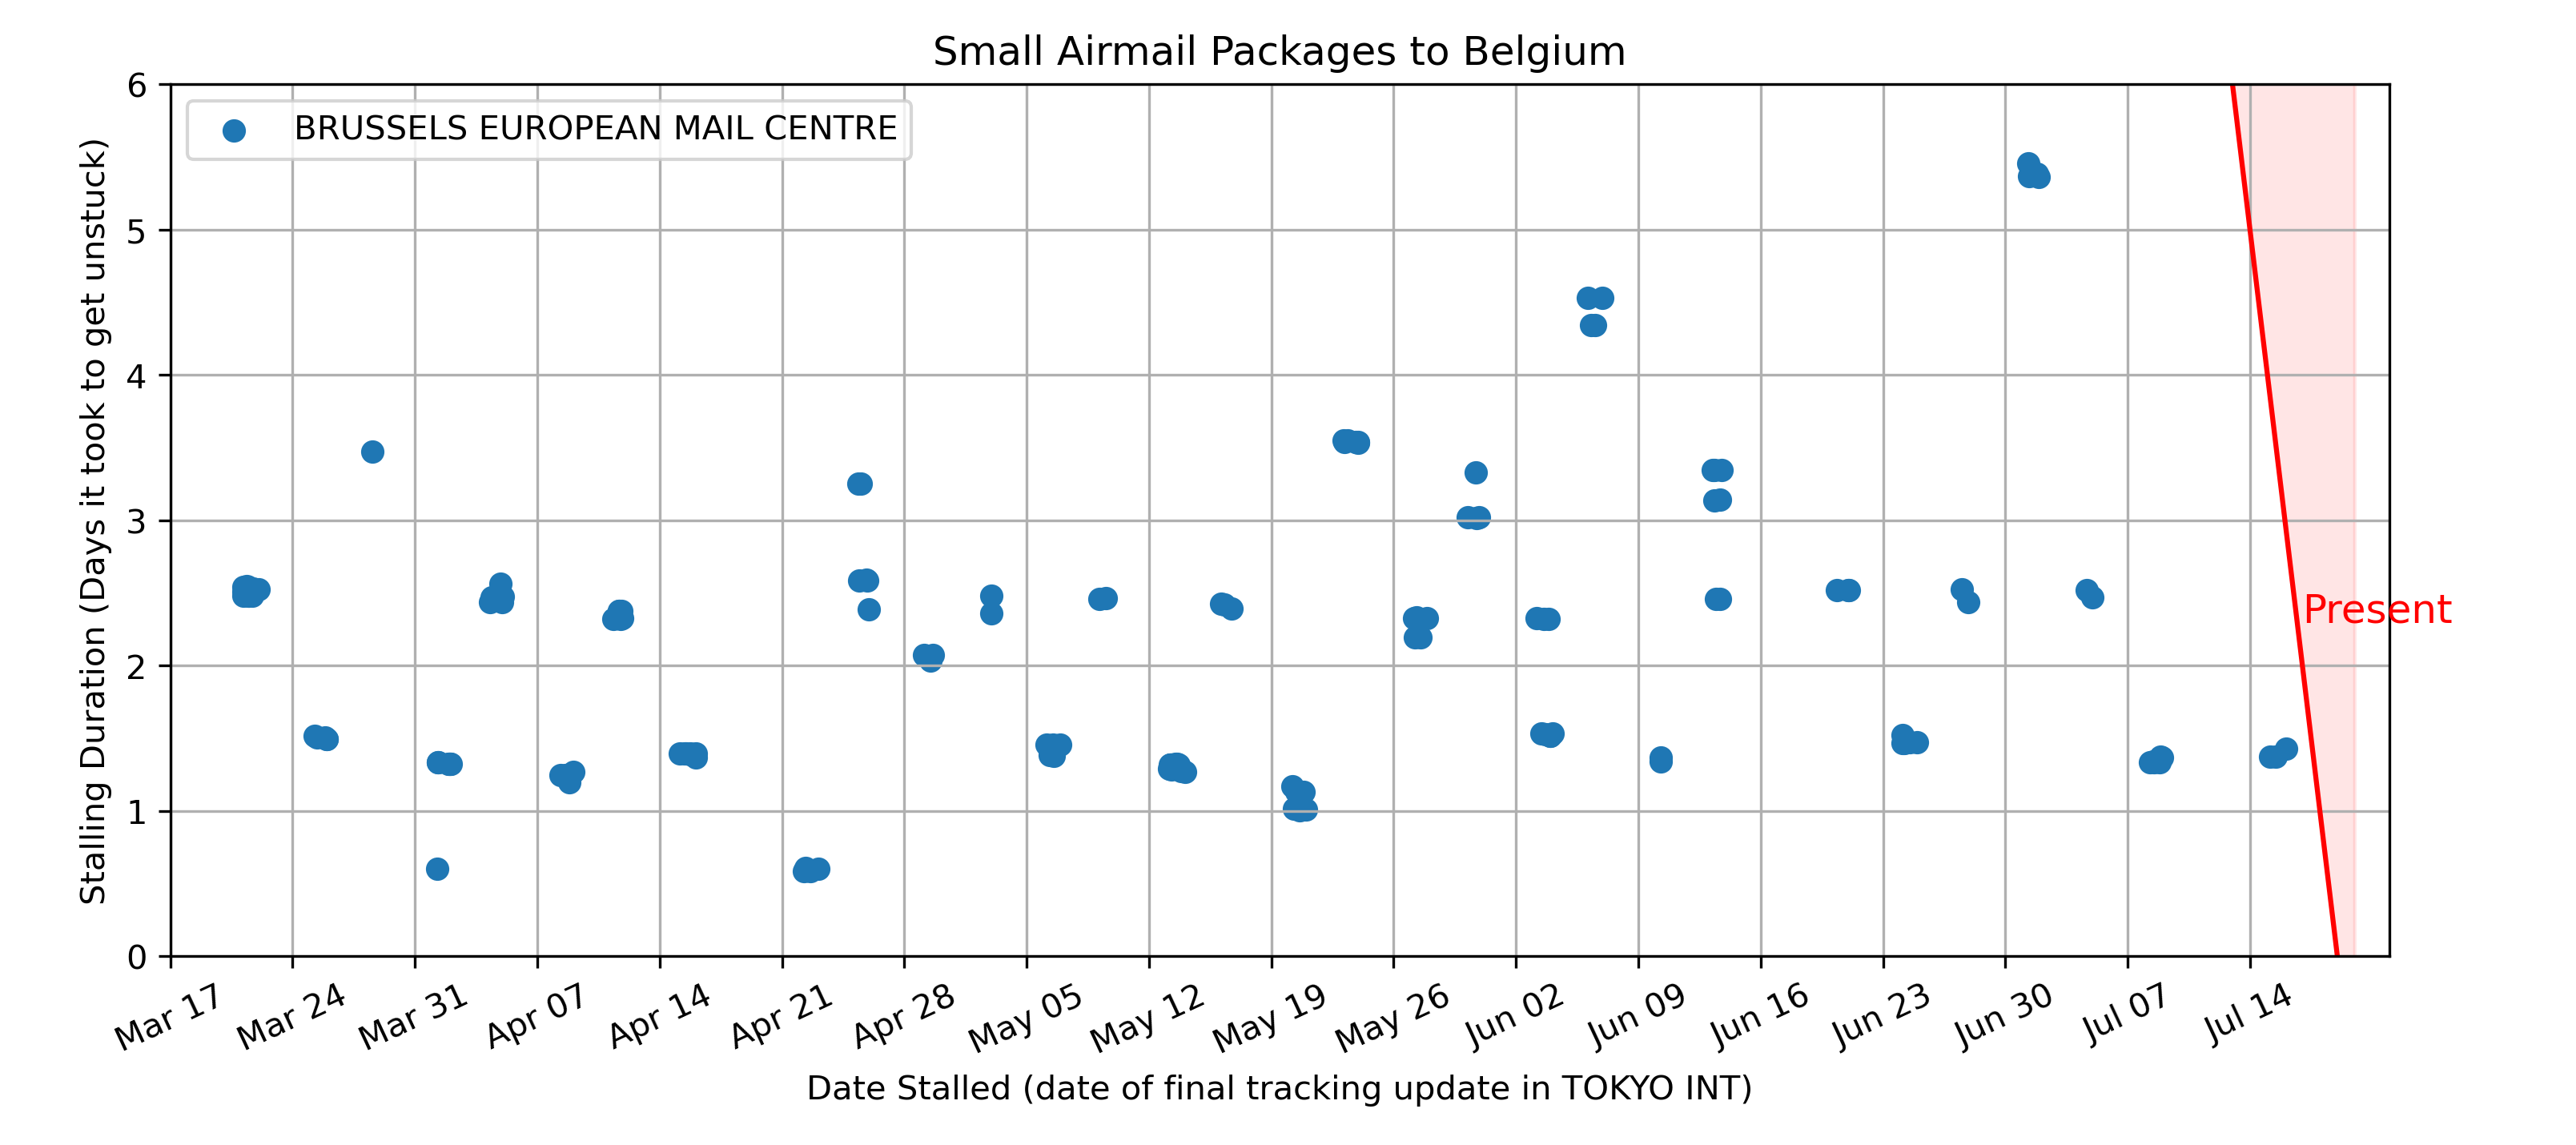 Small Airmail Packages to Belgium
BRUSSELS EUROPEAN MAIL CENTRE
Stalling Duration (Days it took to get unstuck)
6
5
4
3
2
1
0
Present
Mar 17
Mar 24
Mar 31
Apr 07
Apr 14
Apr 21
Apr 28
May 05
May 12
May 19
May 26
Jun 02
Jun 09
Jun 16
Jun 23
Jun 30
Jul 07
Jul 14
Date Stalled (date of final tracking update in TOKYO INT)